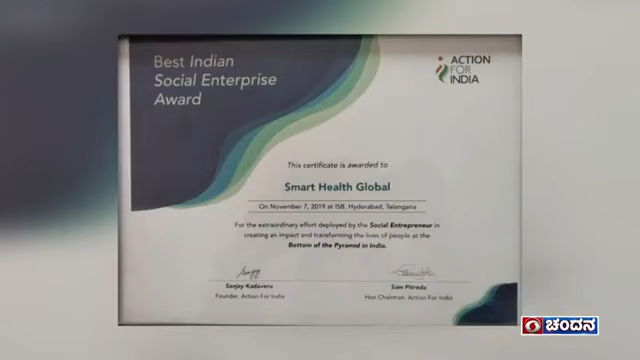 Best Indian
Social Enterprise
Award
ACTION
FOR
INDIA
This certificate is awarded to
Smart Health Global
On November 7, 2019 at ISB, Hyderabad, Telangana
For the extraordinary effort deployed by the Social Entrepreneur in
creating an impact and transforming the lives of people at the
Bottom of the Pyramid in India.
Sanjay Kadaveru
Founder, Action For India
Sam Pitroda
Hon Chairman, Action For India
ಚಂದನ